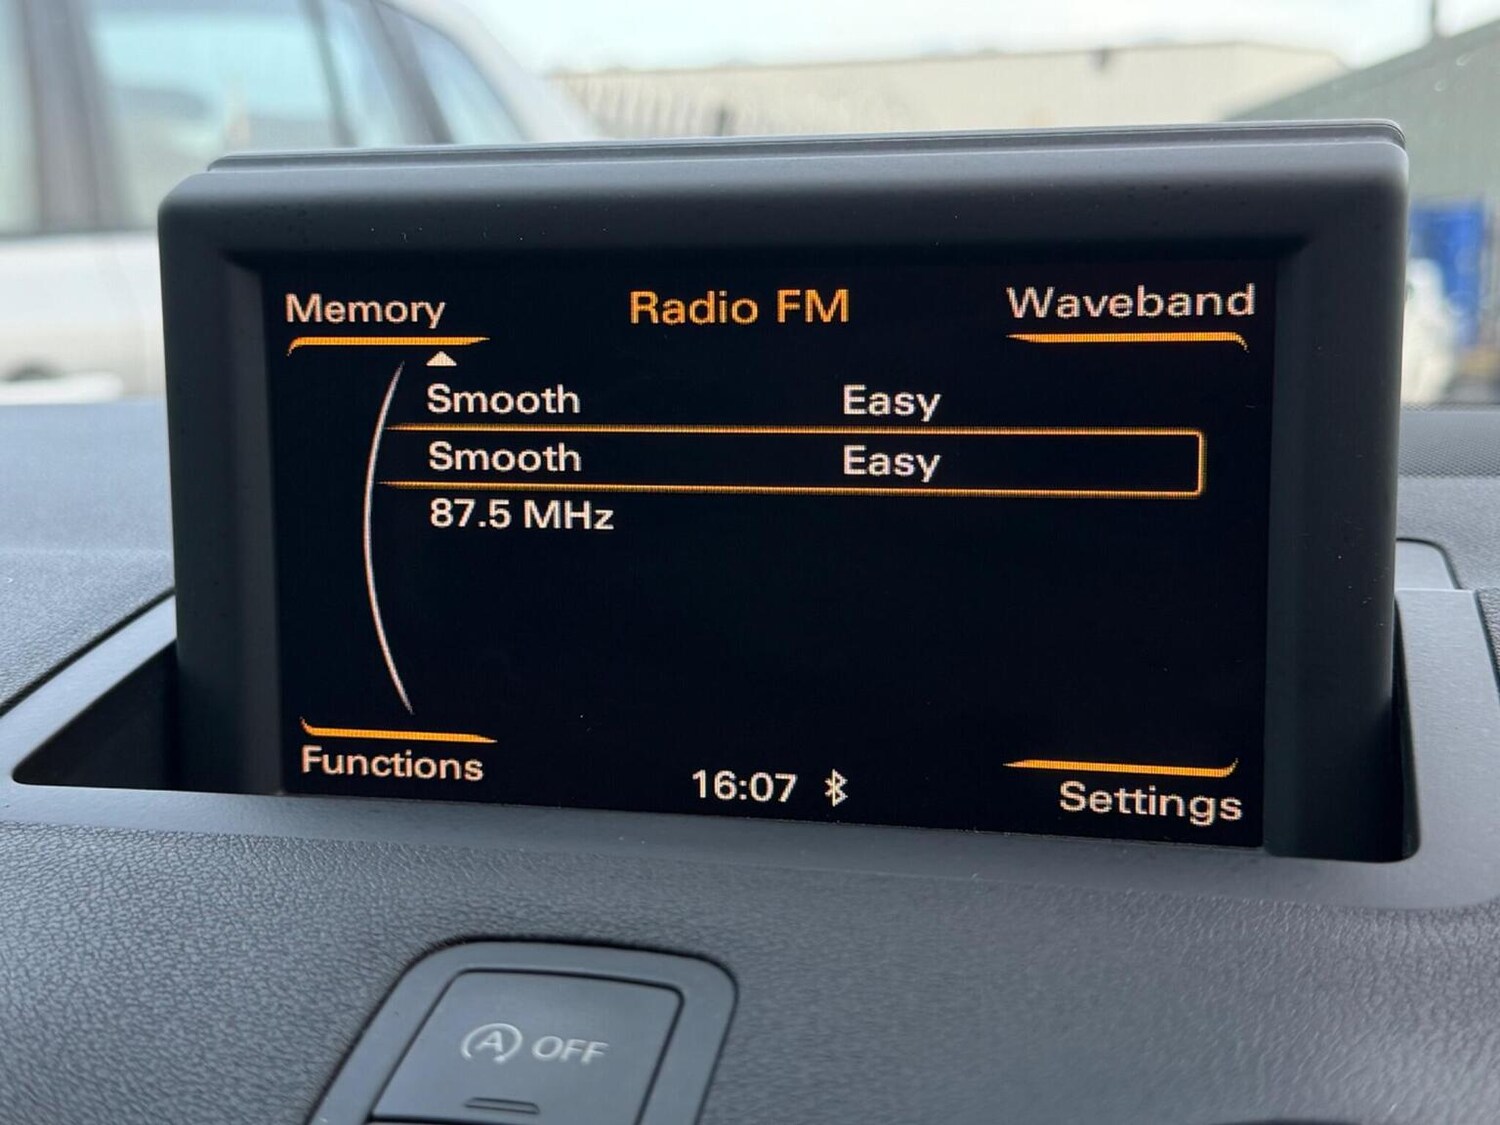 Memory Radio FM Waveband
Smooth Easy
Smooth Easy
87.5 MHz
Functions 16:07 Settings
A OFF